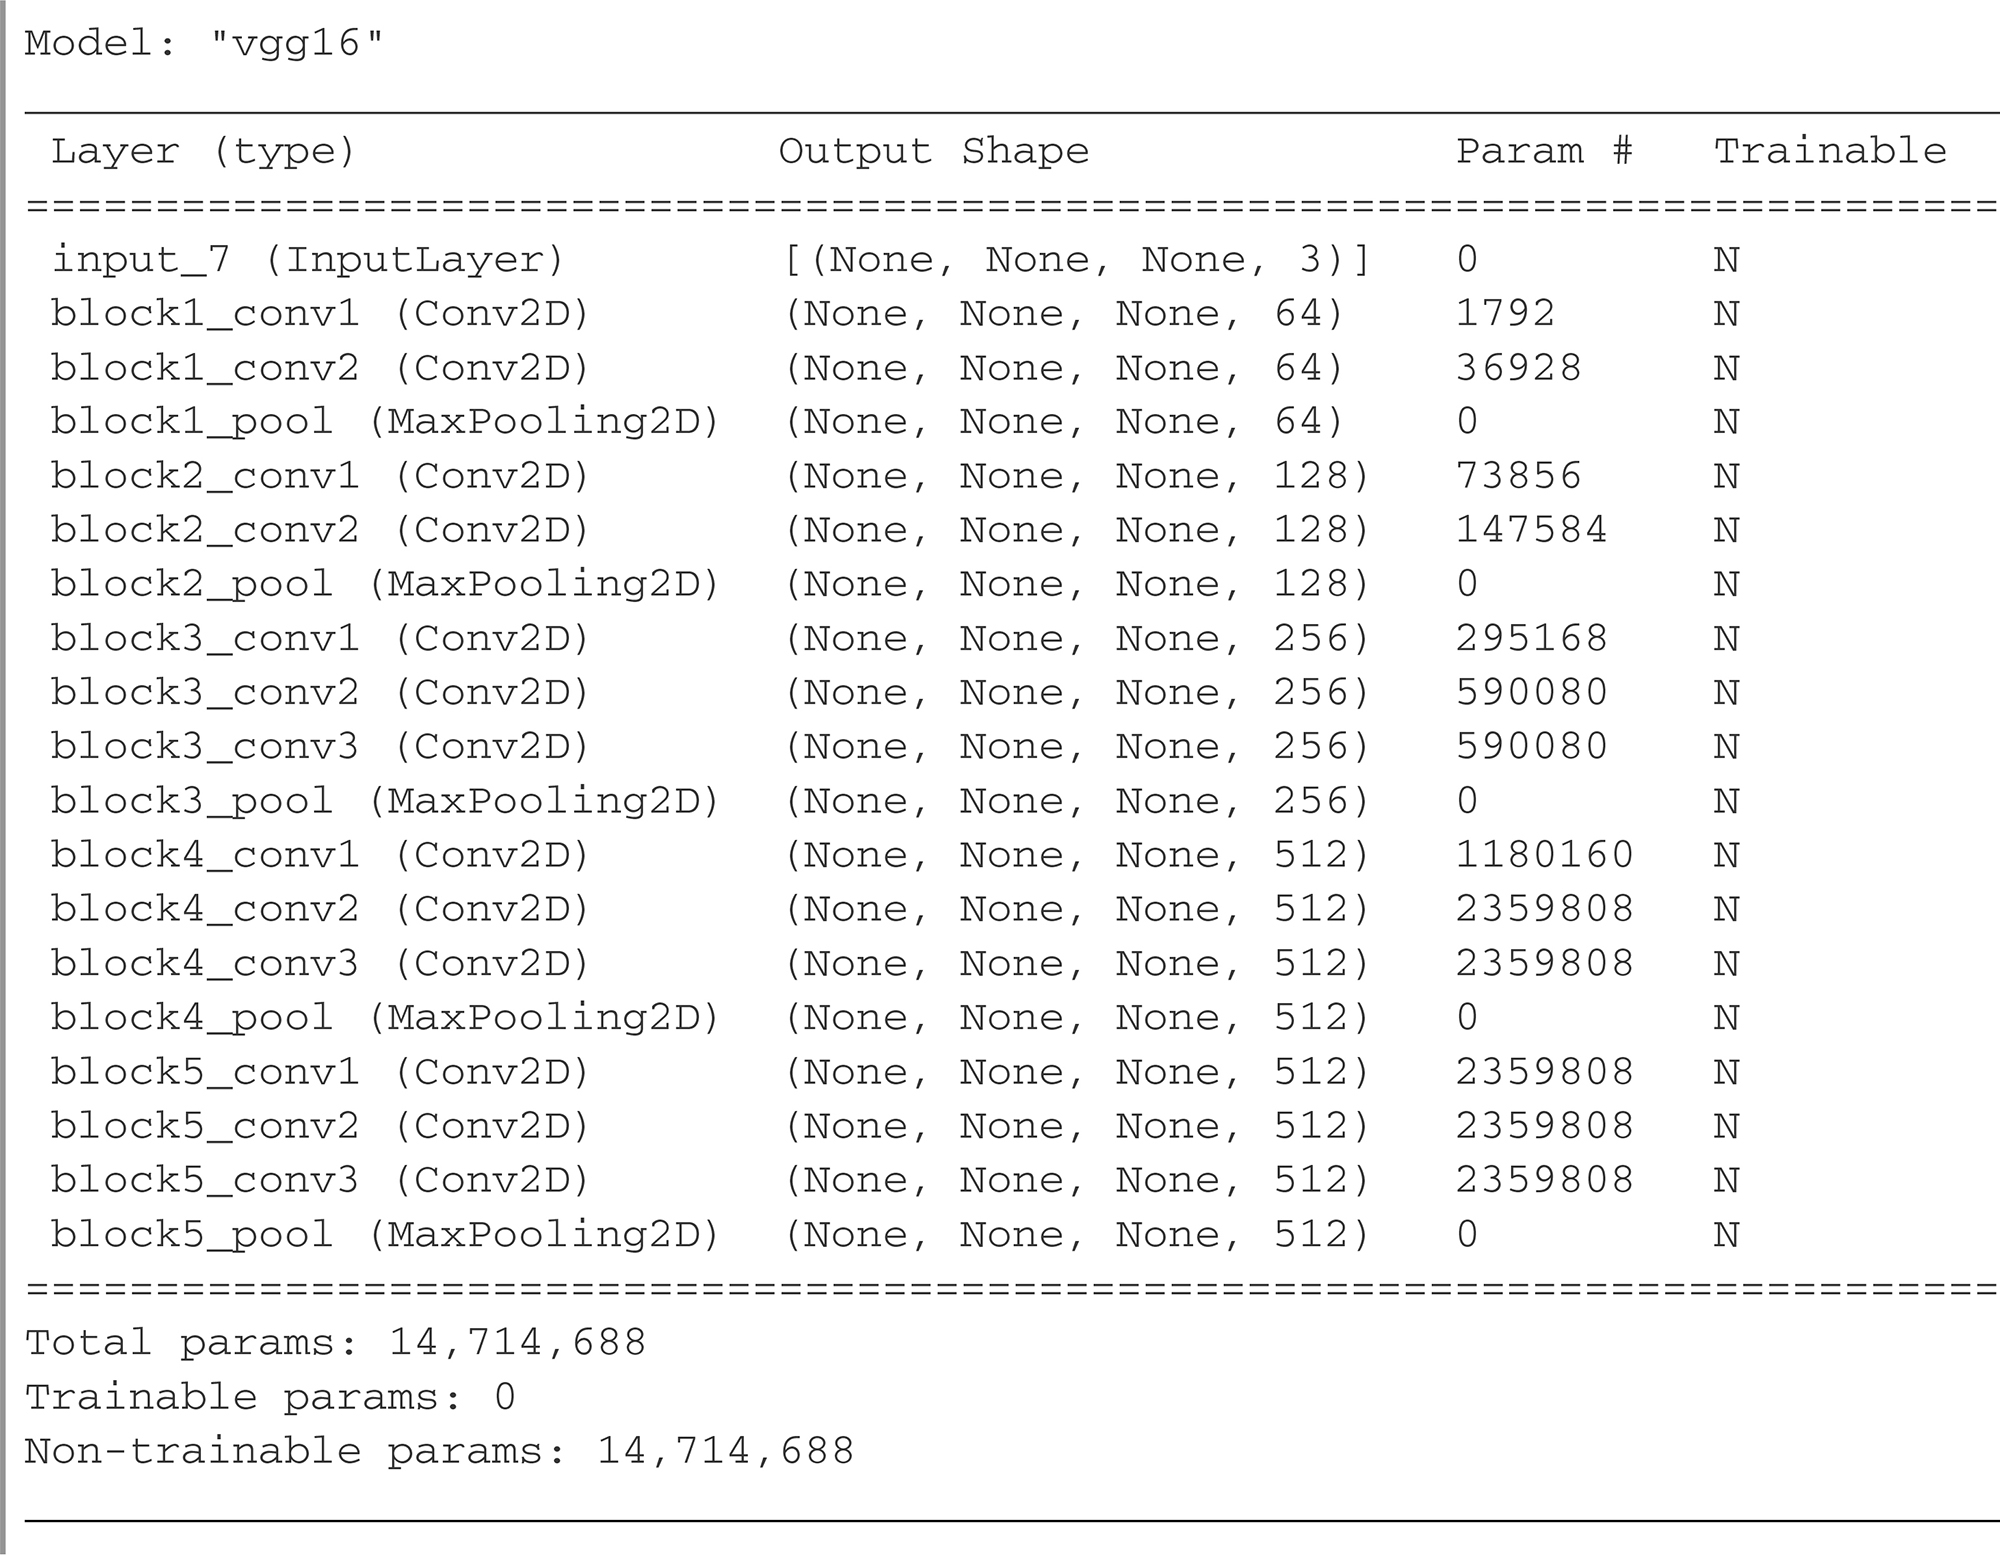 Model: "vgg16"
Layer (type) Output Shape Param # Trainable
================================================================================
input_7 (InputLayer) [(None, None, None, 3)] 0 N
block1_conv1 (Conv2D) (None, None, None, 64) 1792 N
block1_conv2 (Conv2D) (None, None, None, 64) 36928 N
block1_pool (MaxPooling2D) (None, None, None, 64) 0 N
block2_conv1 (Conv2D) (None, None, None, 128) 73856 N
block2_conv2 (Conv2D) (None, None, None, 128) 147584 N
block2_pool (MaxPooling2D) (None, None, None, 128) 0 N
block3_conv1 (Conv2D) (None, None, None, 256) 295168 N
block3_conv2 (Conv2D) (None, None, None, 256) 590080 N
block3_conv3 (Conv2D) (None, None, None, 256) 590080 N
block3_pool (MaxPooling2D) (None, None, None, 256) 0 N
block4_conv1 (Conv2D) (None, None, None, 512) 1180160 N
block4_conv2 (Conv2D) (None, None, None, 512) 2359808 N
block4_conv3 (Conv2D) (None, None, None, 512) 2359808 N
block4_pool (MaxPooling2D) (None, None, None, 512) 0 N
block5_conv1 (Conv2D) (None, None, None, 512) 2359808 N
block5_conv2 (Conv2D) (None, None, None, 512) 2359808 N
block5_conv3 (Conv2D) (None, None, None, 512) 2359808 N
block5_pool (MaxPooling2D) (None, None, None, 512) 0 N
================================================================================
Total params: 14,714,688
Trainable params: 0
Non-trainable params: 14,714,688